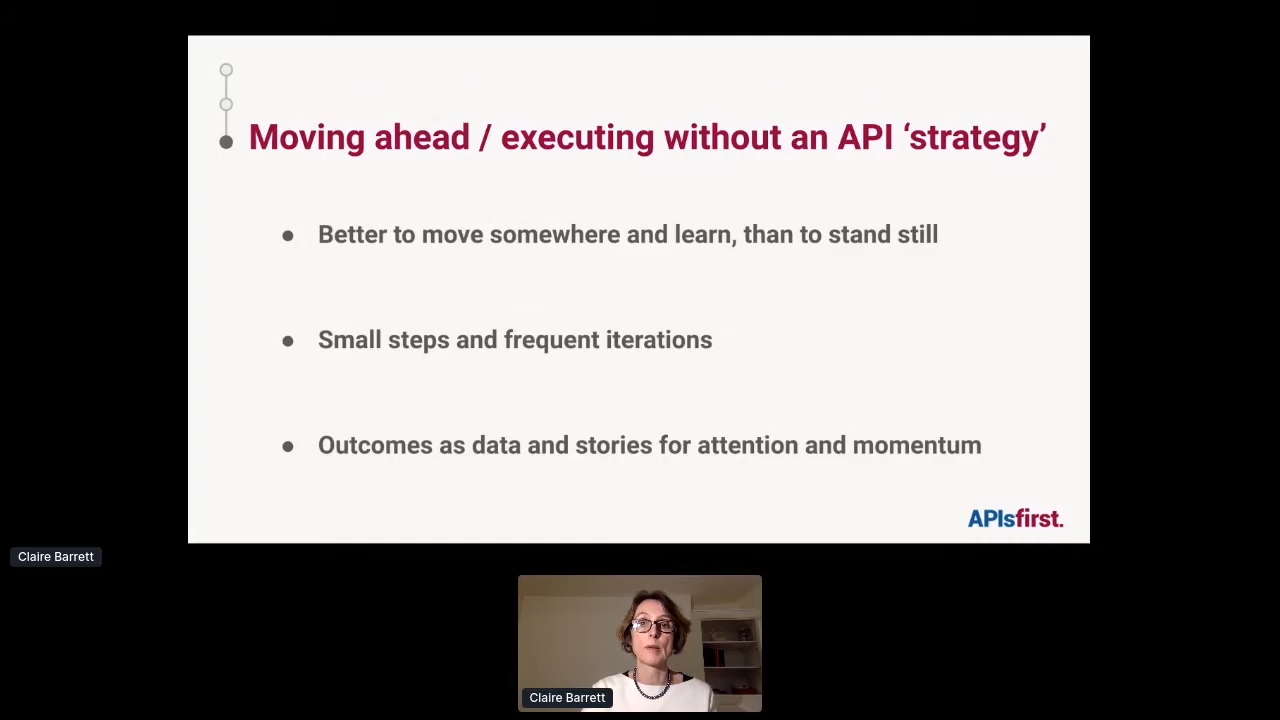 Moving ahead / executing without an API ‘strategy’
● Better to move somewhere and learn, than to stand still
● Small steps and frequent iterations
● Outcomes as data and stories for attention and momentum
APIsfirst.
Claire Barrett
Claire Barrett